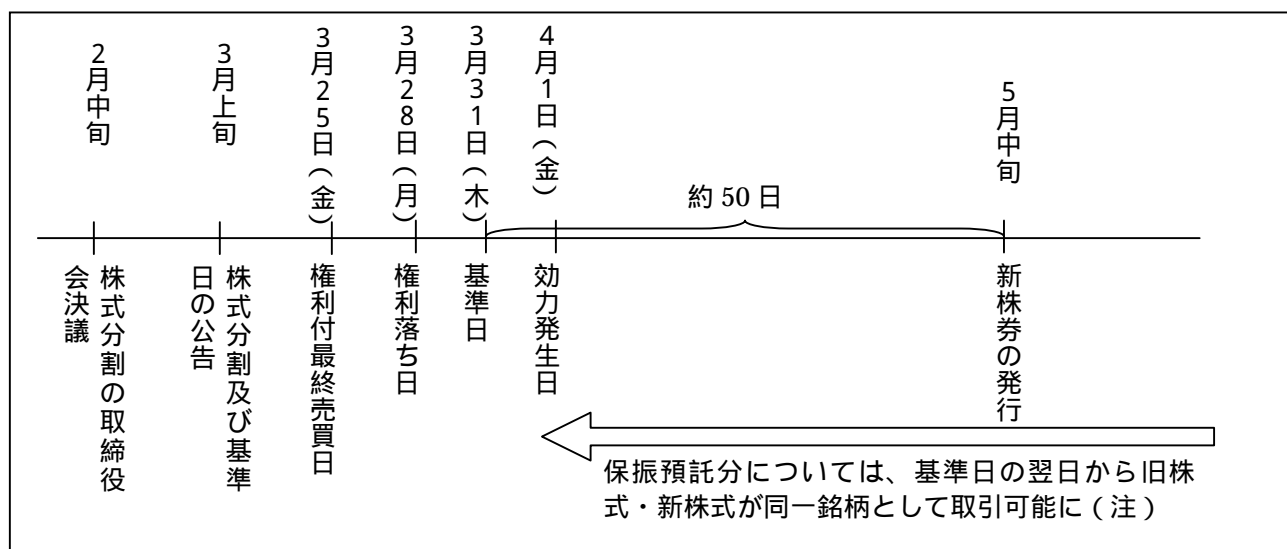 2月中旬
3月上旬
3月25日(金)
3月28日(月)
3月31日(木)
4月1日(金)
5月中旬
約 50 日
株式分割の取締役
会決議
株式分割及び基準
日の公告
権利付最終売買日
権利落ち日
基準日
効力発生日
新株券の発行
保振預託分については、基準日の翌日から旧株
式・新株式が同一銘柄として取引可能に(注)